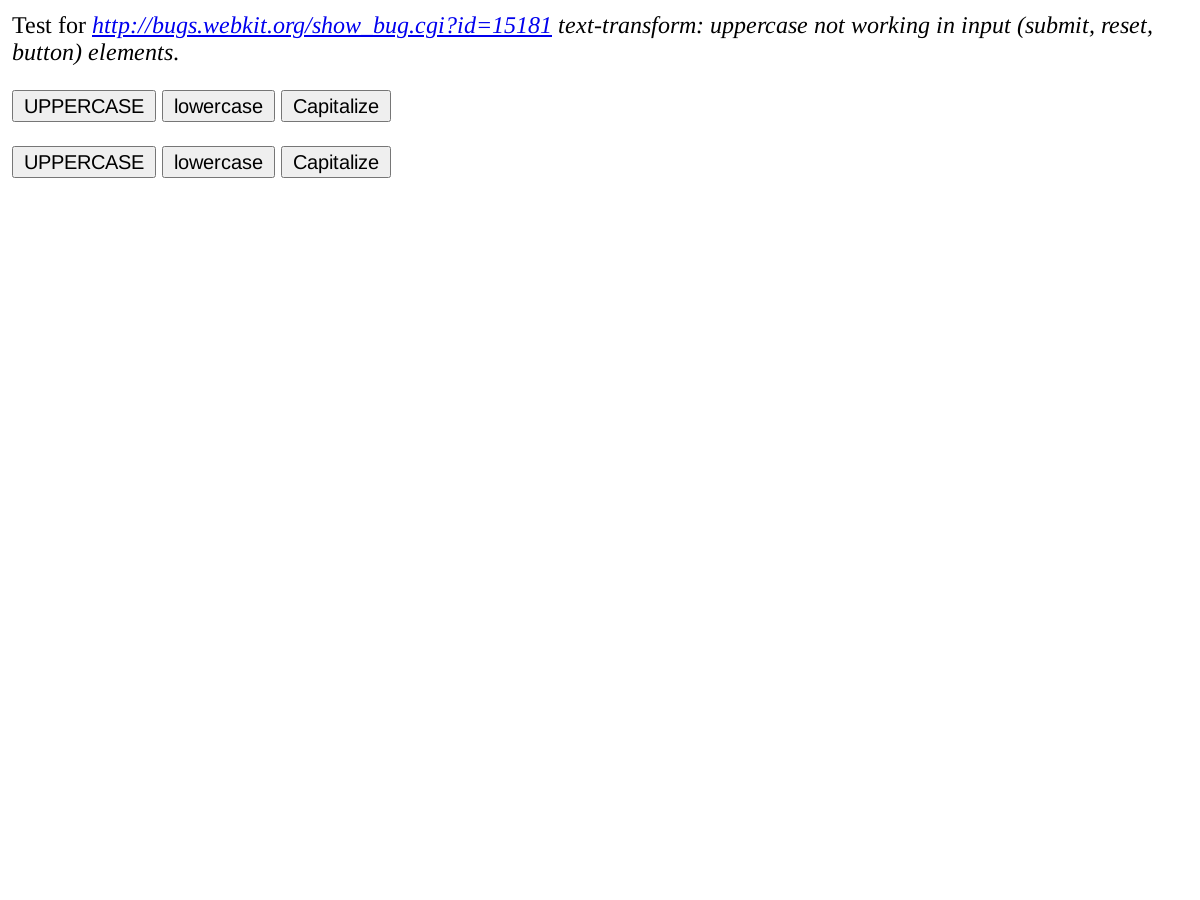 Test for http://bugs.webkit.org/show_bug.cgi?id=15181 text-transform: uppercase not working in input (submit, reset,
button) elements.
UPPERCASE lowercase Capitalize
UPPERCASE lowercase Capitalize